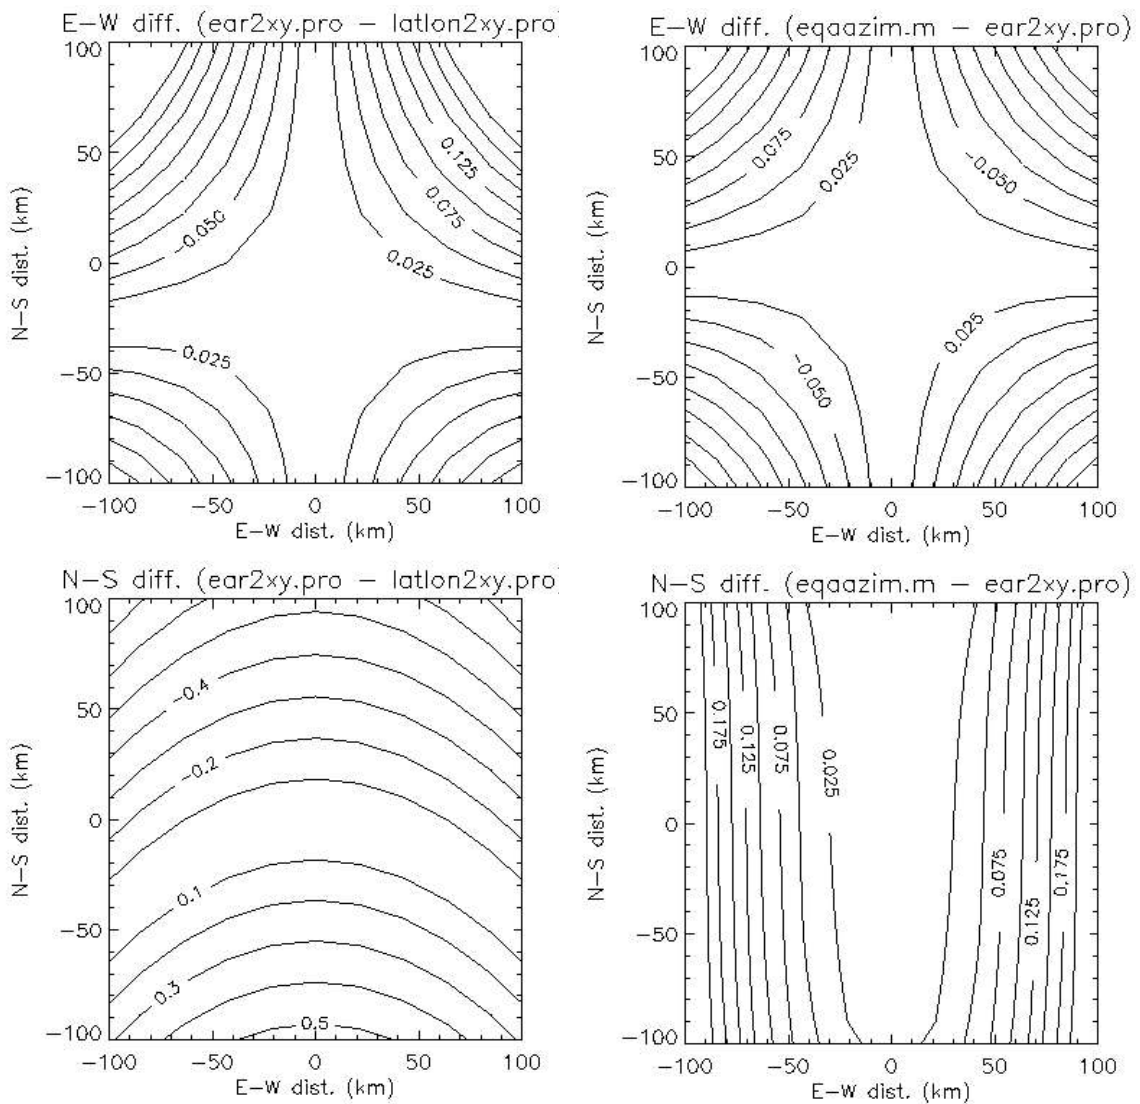 E-W diff. (ear2xy.pro - latlon2xy.pro
100
50
0
-50
-100
N-S dist. (km)
-0.050
0.125
0.075
0.025
0.025
-100 -50 0 50 100
E-W dist. (km)
E-W diff. (eqaazim.m - ear2xy.pro)
100
50
0
-50
-100
N-S dist. (km)
0.075
0.025
-0.050
0.025
-0.050
-100 -50 0 50 100
E-W dist. (km)
N-S diff. (ear2xy.pro - latlon2xy.pro
100
50
0
-50
-100
N-S dist. (km)
-0.4
-0.2
0.1
0.3
0.5
-100 -50 0 50 100
E-W dist. (km)
N-S diff. (eqaazim.m - ear2xy.pro)
100
50
0
-50
-100
N-S dist. (km)
0.175
0.125
0.075
0.025
0.075
0.125
0.175
-100 -50 0 50 100
E-W dist. (km)